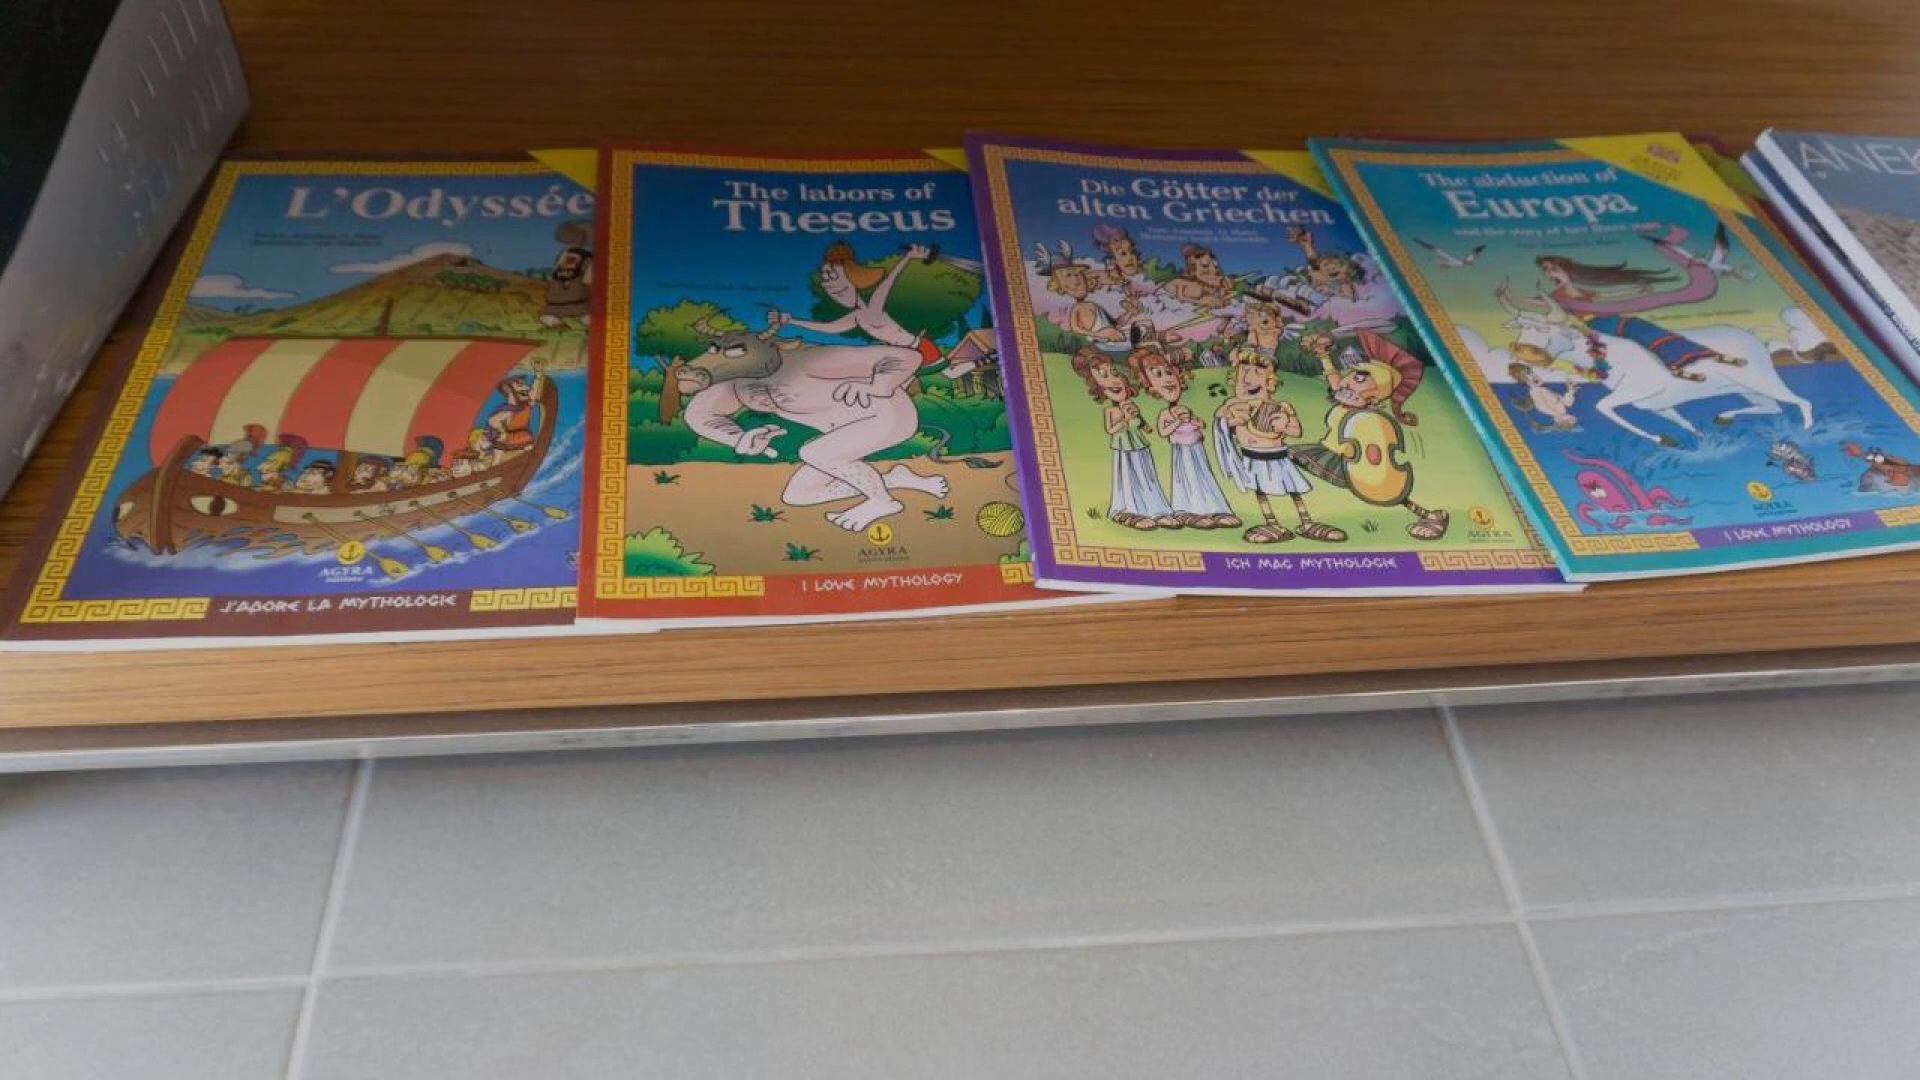 L'Odyssée
AGYRA
J'ADORE LA MYTHOLOGIE
The labors of
Theseus
AGYRA
I LOVE MYTHOLOGY
Die Götter der
alten Griechen
AGYRA
ICH MAG MYTHOLOGIE
The abduction of
Europa
and the story of her three sons
AGYRA
I LOVE MYTHOLOGY
ANEK